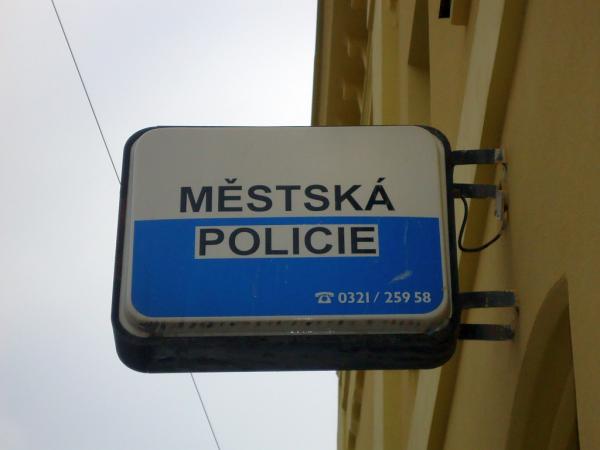 MĚSTSKÁ
POLICIE
☎ 0321 / 259 58